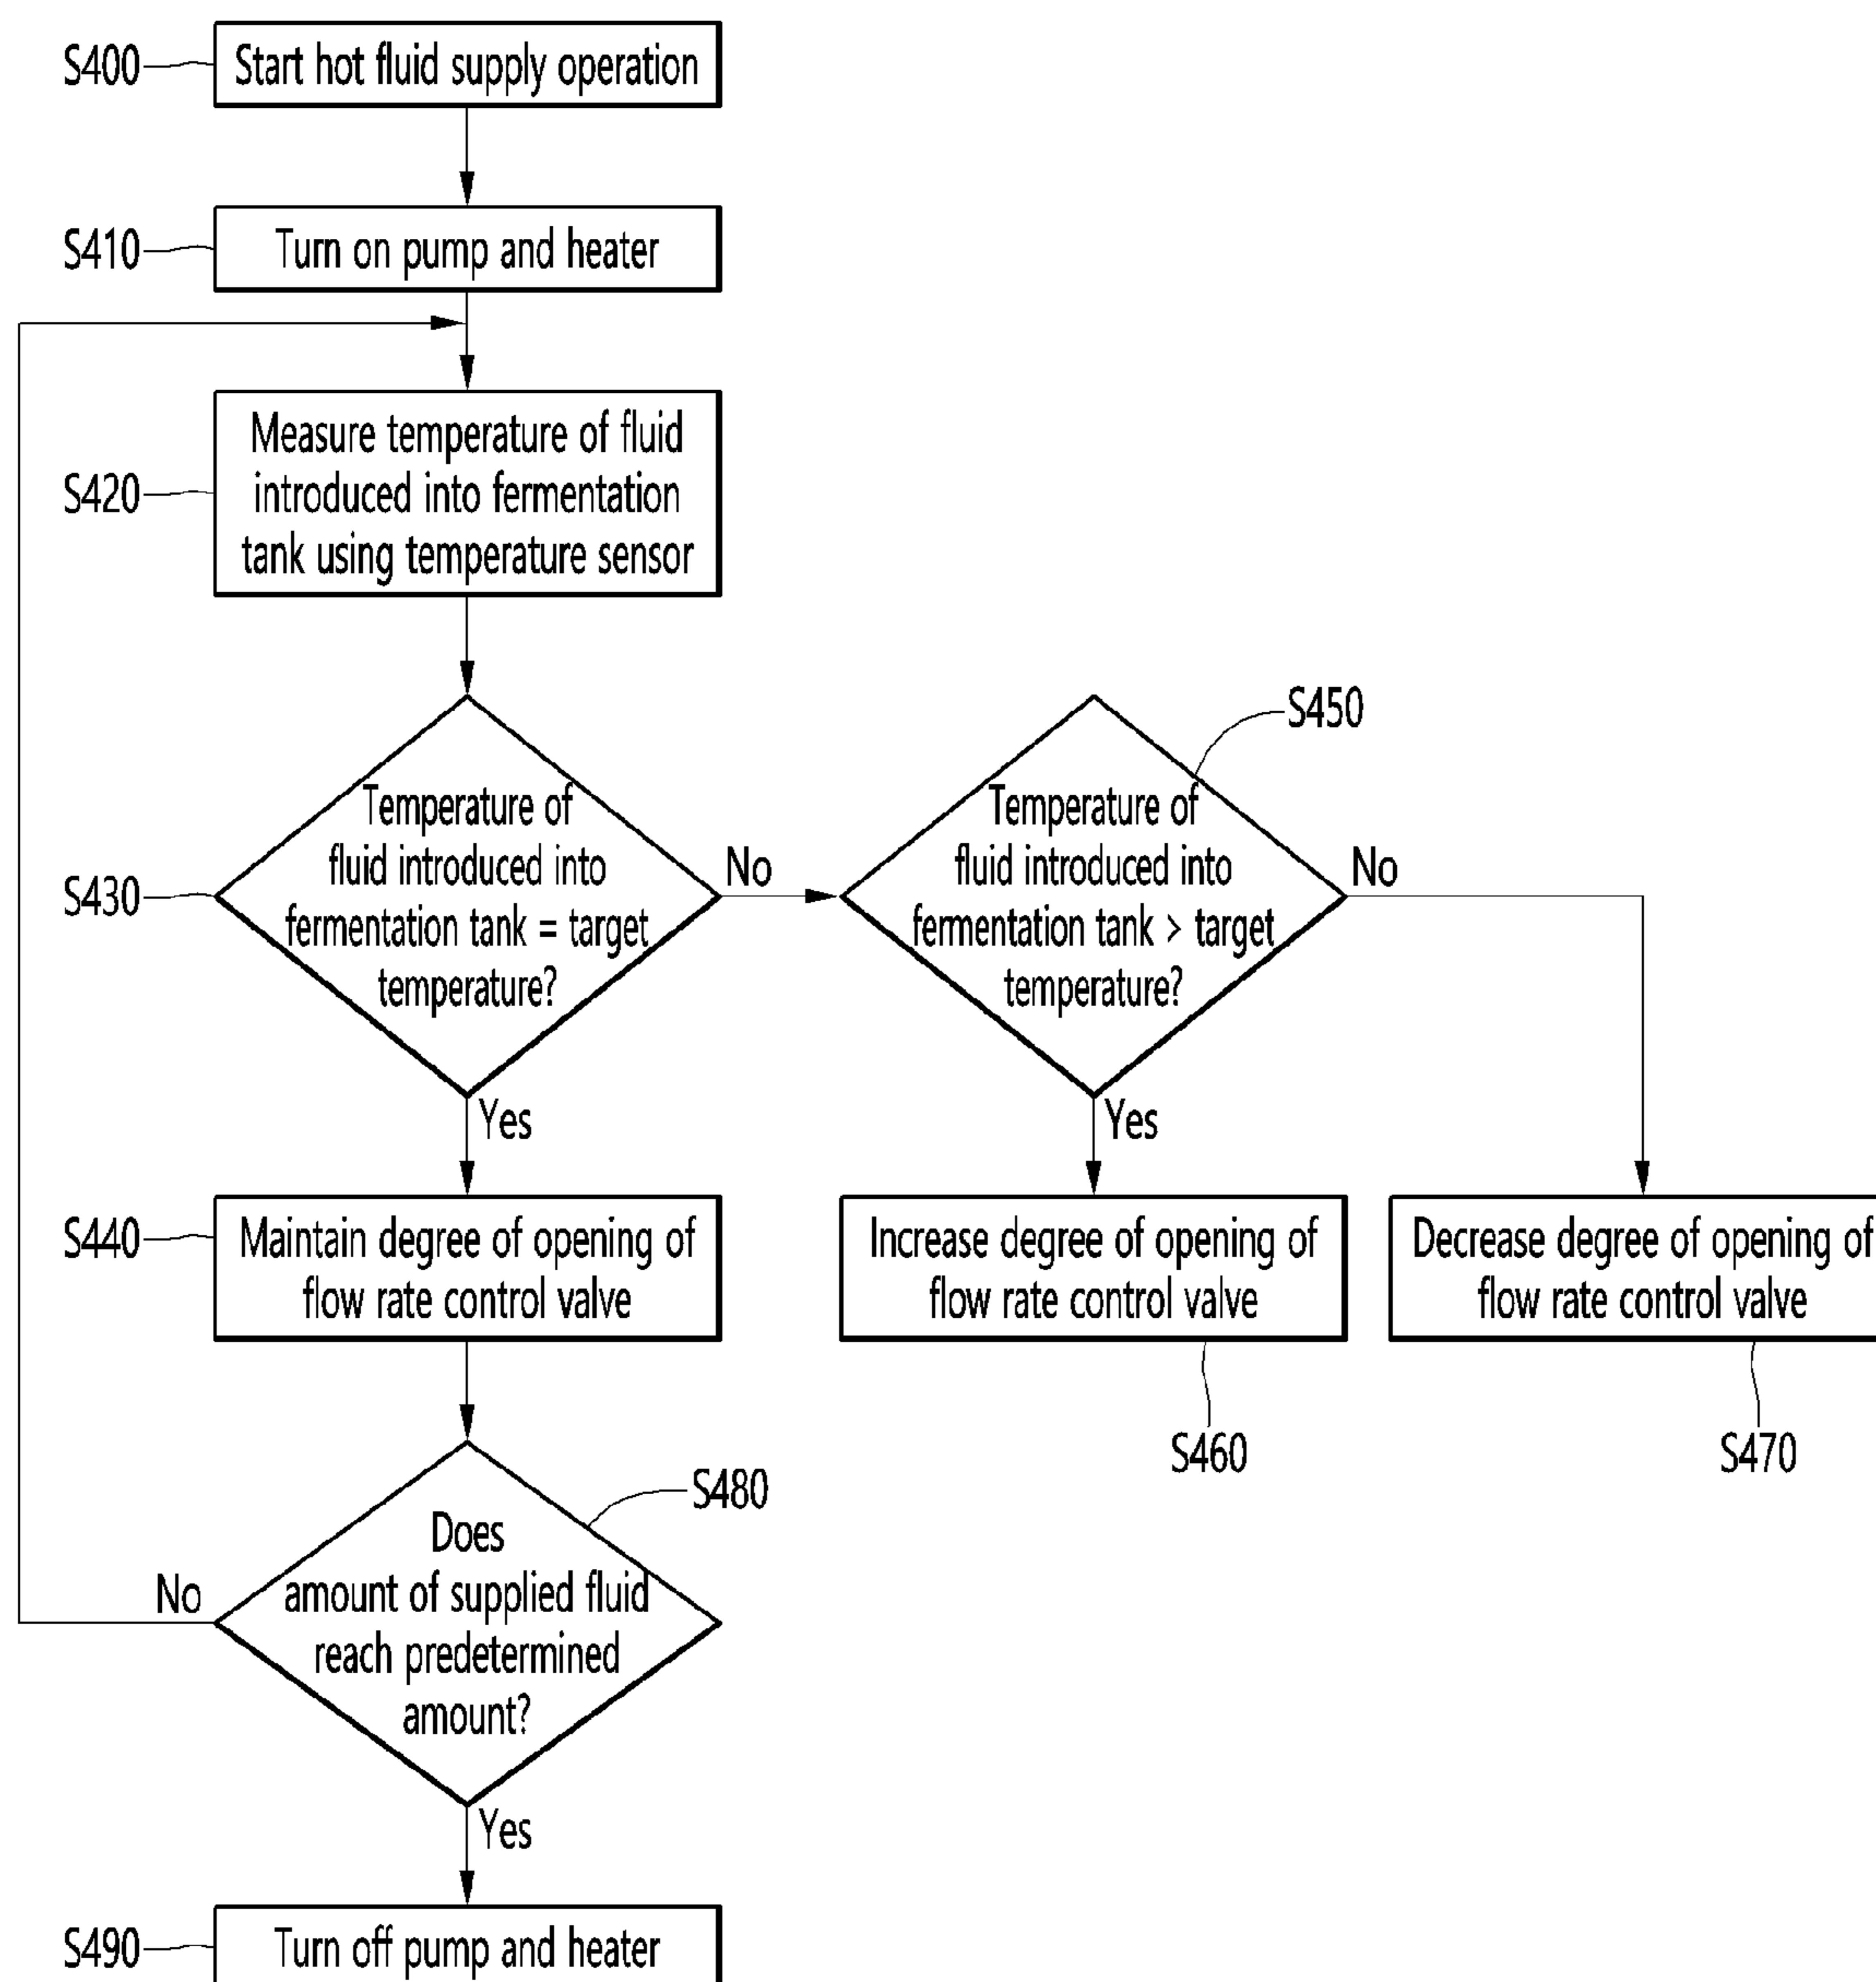 S400
Start hot fluid supply operation
S410
Turn on pump and heater
S420
Measure temperature of fluid
introduced into fermentation
tank using temperature sensor
S430
Temperature of
fluid introduced into
fermentation tank = target
temperature?
No
Yes
S450
Temperature of
fluid introduced into
fermentation tank > target
temperature?
No
Yes
S440
Maintain degree of opening of
flow rate control valve
Increase degree of opening of
flow rate control valve
S460
Decrease degree of opening of
flow rate control valve
S470
S480
Does
amount of supplied fluid
reach predetermined
amount?
No
Yes
S490
Turn off pump and heater